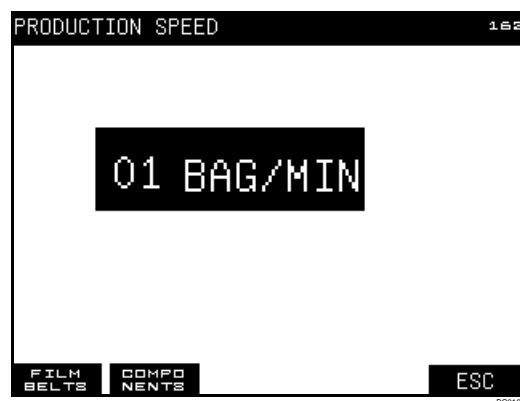 PRODUCTION SPEED 162
01 BAG/MIN
FILM BELTS
COMPO NENTS
ESC